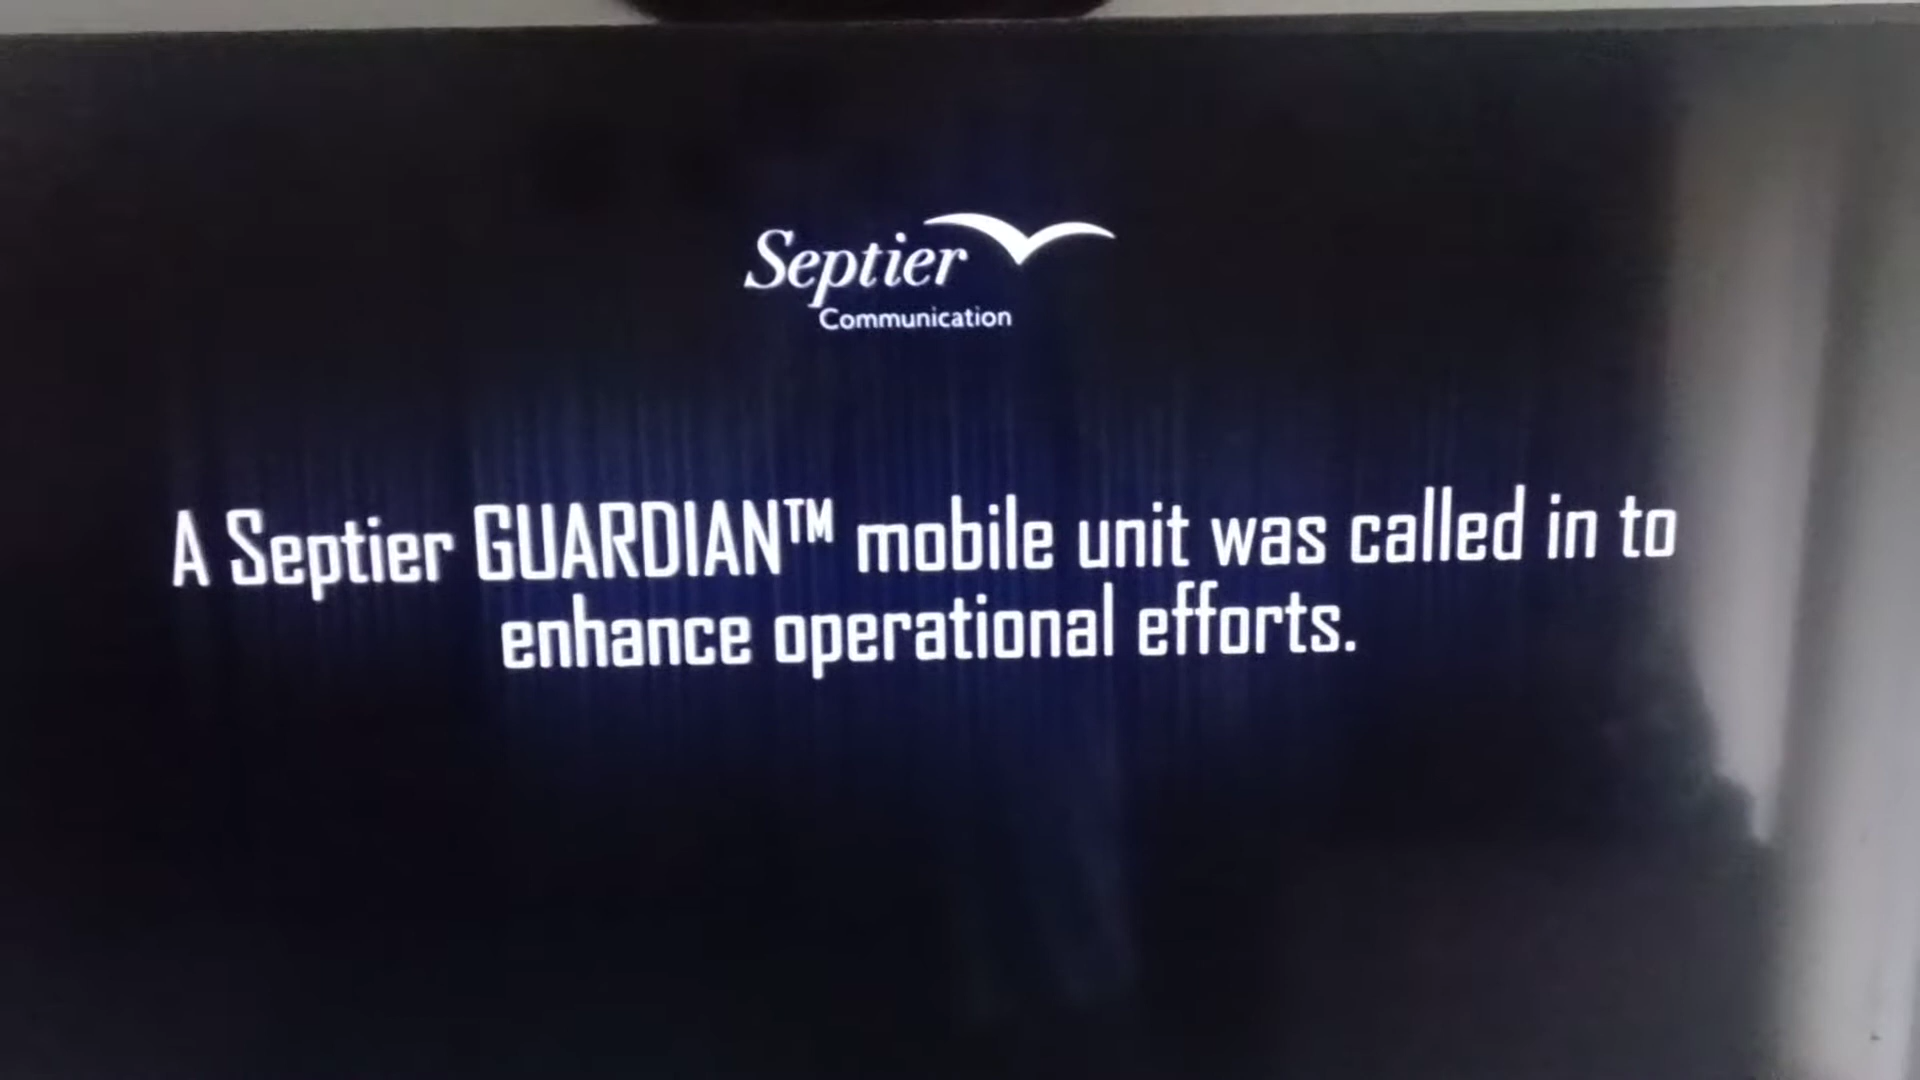 Septier
Communication
A Septier GUARDIAN™ mobile unit was called in to
enhance operational efforts.